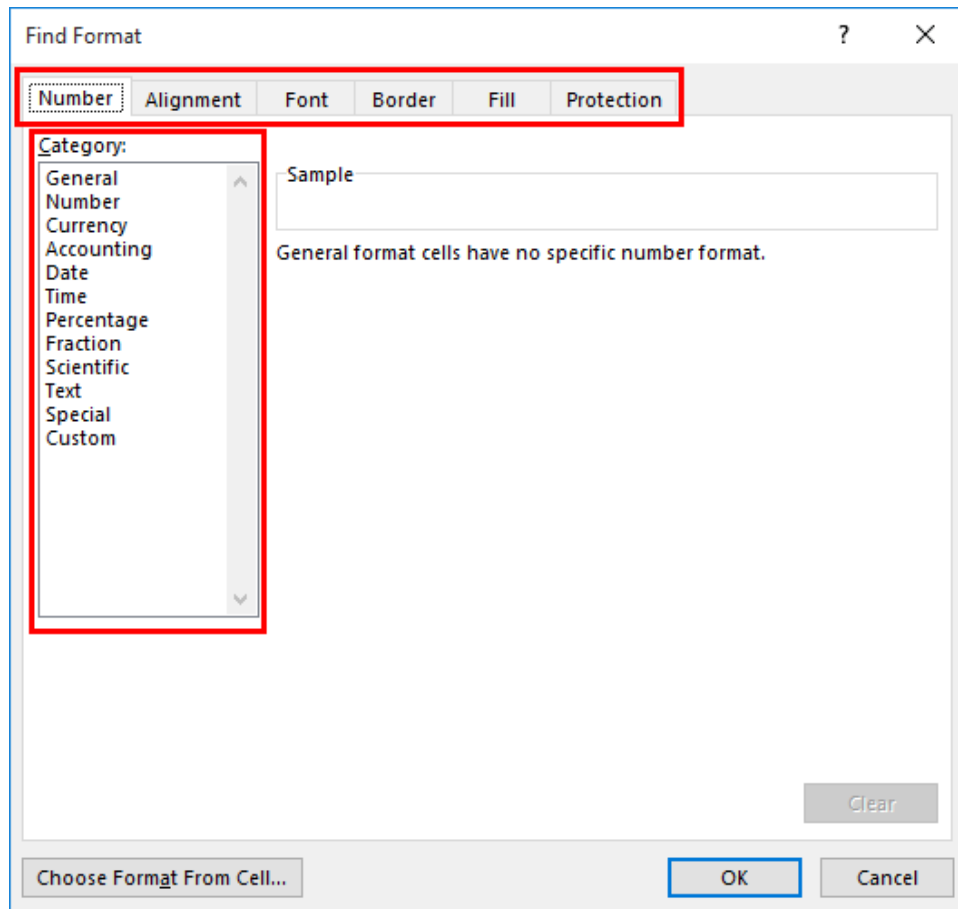 Find Format ?
Number Alignment Font Border Fill Protection
Category:
General
Number
Currency
Accounting
Date
Time
Percentage
Fraction
Scientific
Text
Special
Custom
Sample
General format cells have no specific number format.
Clear
Choose Format From Cell... OK Cancel